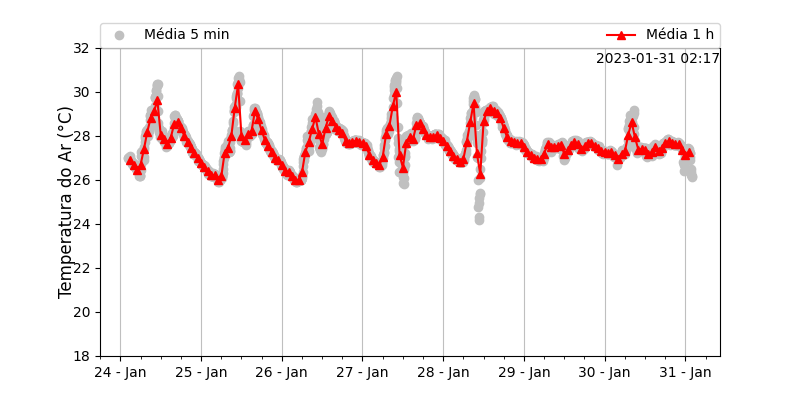 Média 5 min
Média 1 h
2023-01-31 02:17
Temperatura do Ar (°C)
32
30
28
26
24
22
20
18
24 - Jan
25 - Jan
26 - Jan
27 - Jan
28 - Jan
29 - Jan
30 - Jan
31 - Jan